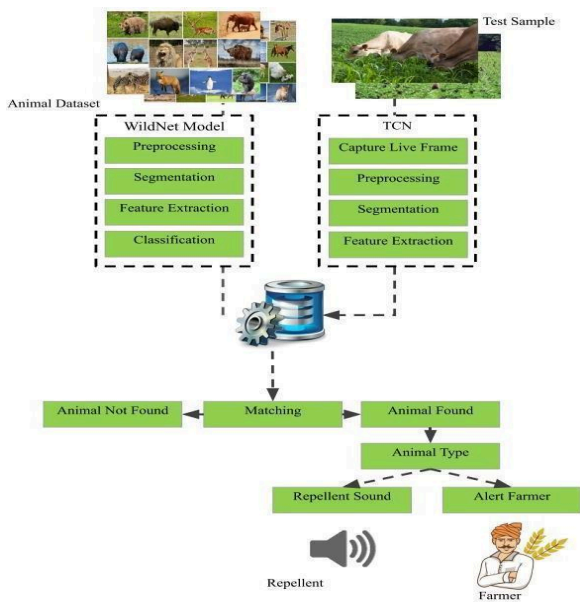 Test Sample
Animal Dataset
WildNet Model
Preprocessing
Segmentation
Feature Extraction
Classification
TCN
Capture Live Frame
Preprocessing
Segmentation
Feature Extraction
Animal Not Found
Matching
Animal Found
Animal Type
Repellent Sound
Alert Farmer
Repellent
Farmer